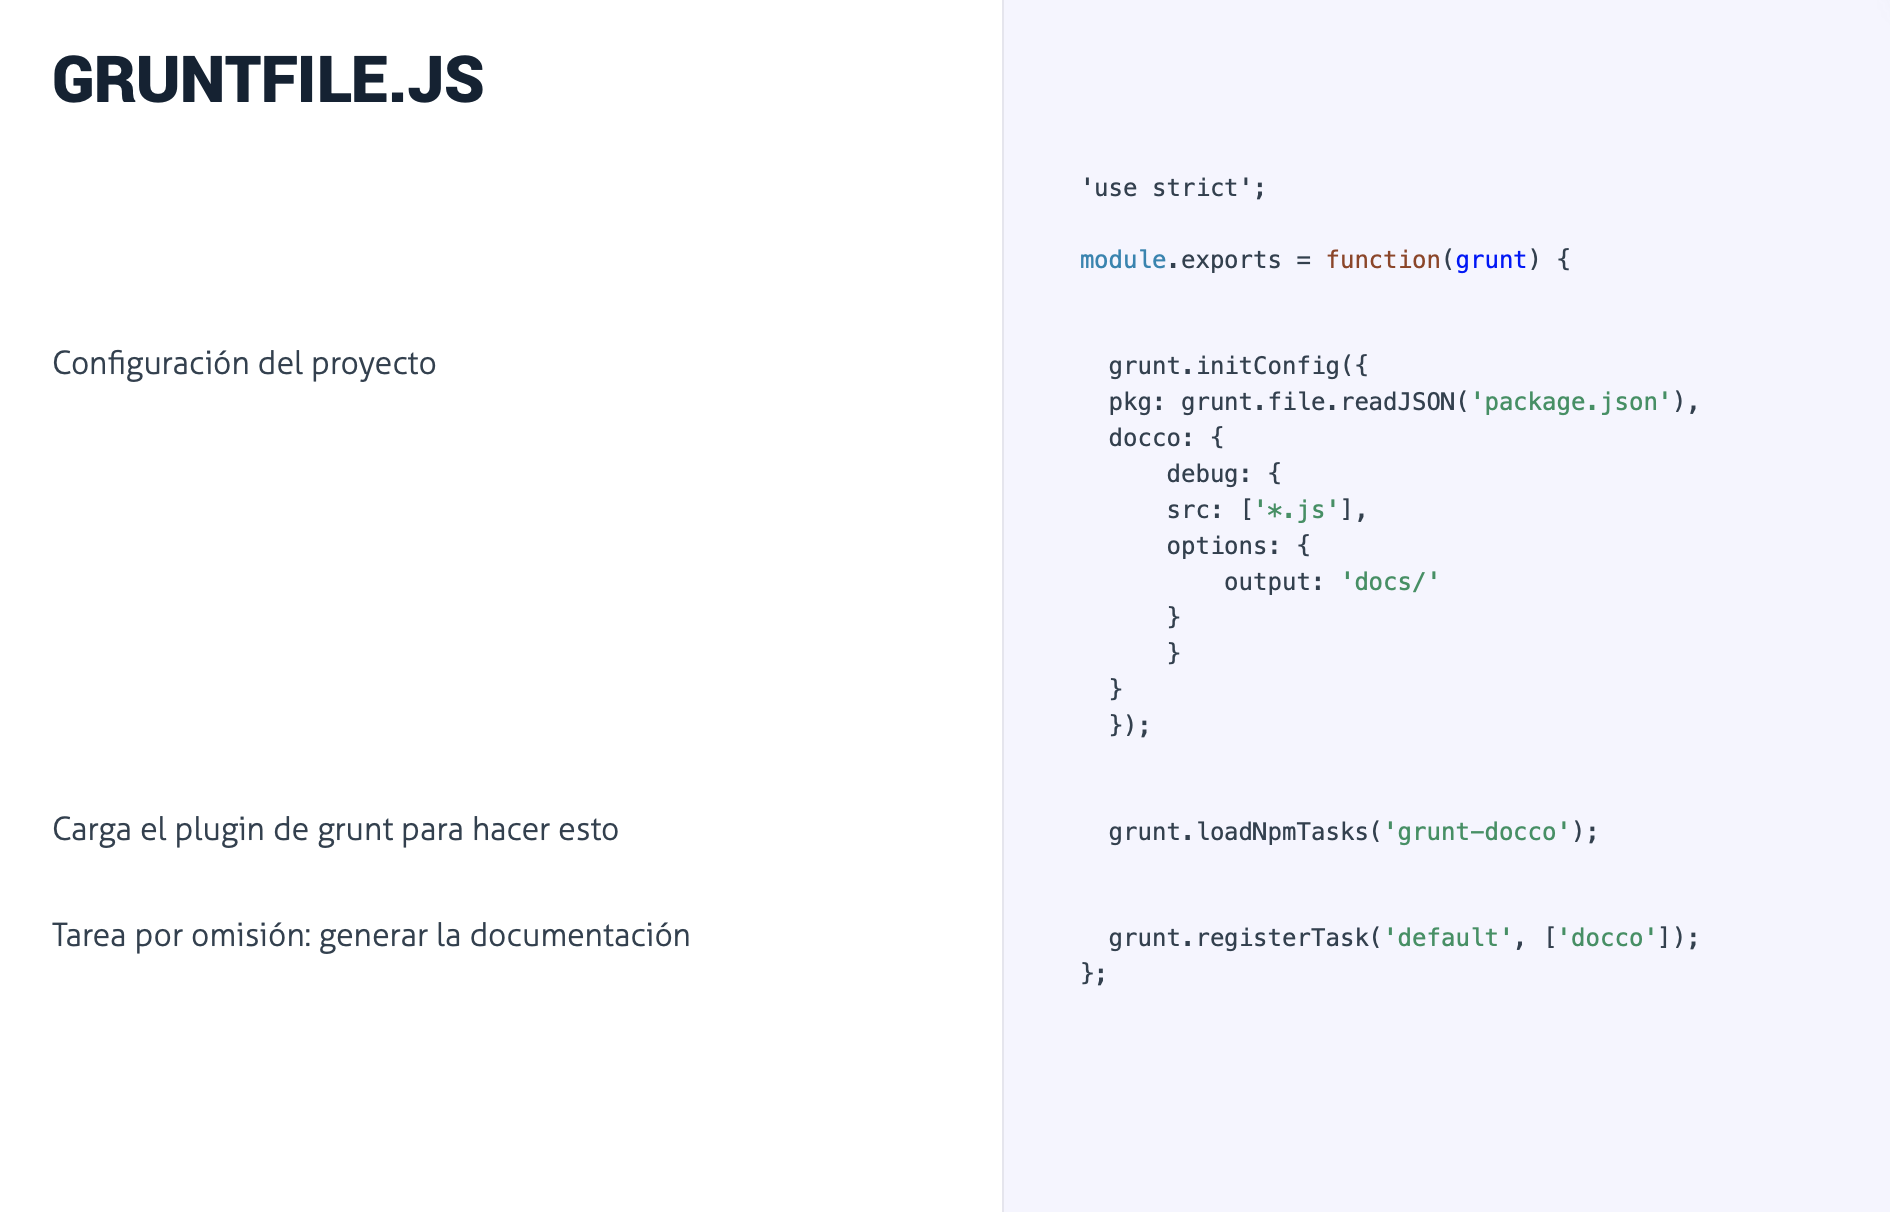 GRUNTFILE.JS
'use strict';
module.exports = function(grunt) {
Configuración del proyecto
grunt.initConfig({
pkg: grunt.file.readJSON('package.json'),
docco: {
debug: {
src: ['*.js'],
options: {
output: 'docs/'
}
}
}
});
Carga el plugin de grunt para hacer esto
grunt.loadNpmTasks('grunt-docco');
Tarea por omisión: generar la documentación
grunt.registerTask('default', ['docco']);
};